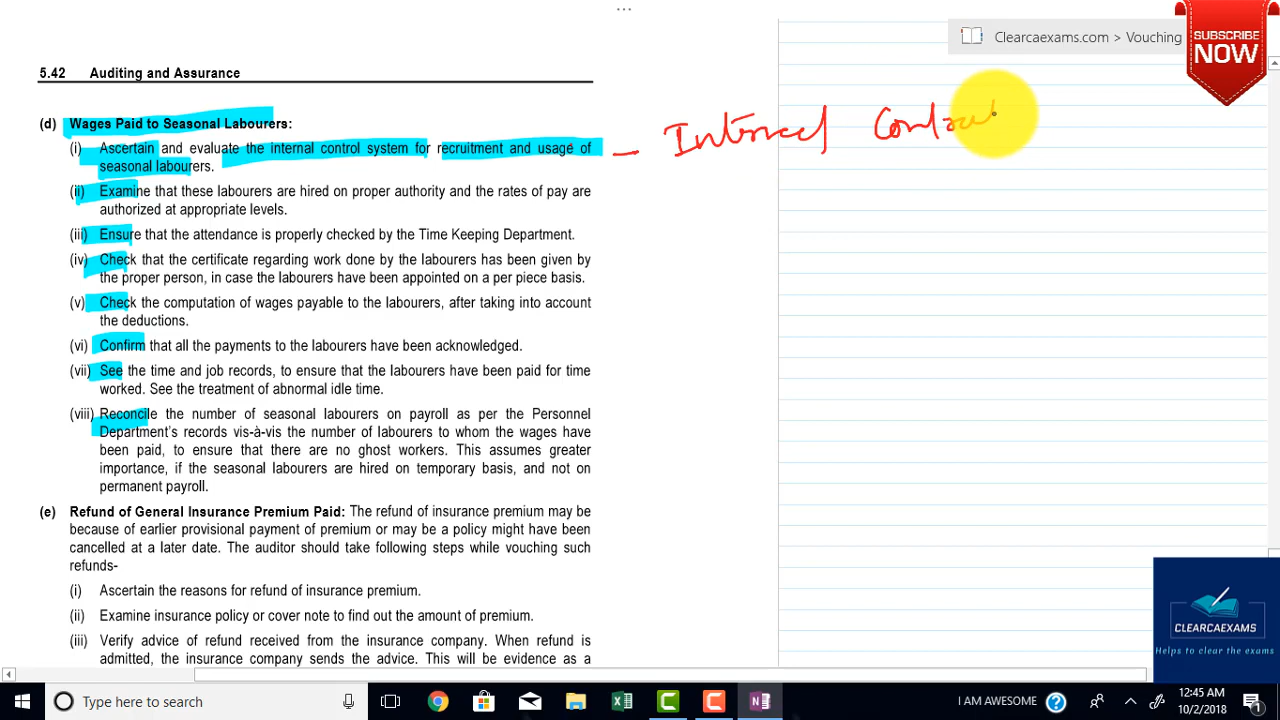 5.42 Auditing and Assurance
Clearcaexams.com > Vouching
SUBSCRIBE
NOW
(d) Wages Paid to Seasonal Labourers:
(i) Ascertain and evaluate the internal control system for recruitment and usage of
seasonal labourers.
— Internal Control
(ii) Examine that these labourers are hired on proper authority and the rates of pay are
authorized at appropriate levels.
(iii) Ensure that the attendance is properly checked by the Time Keeping Department.
(iv) Check that the certificate regarding work done by the labourers has been given by
the proper person, in case the labourers have been appointed on a per piece basis.
(v) Check the computation of wages payable to the labourers, after taking into account
the deductions.
(vi) Confirm that all the payments to the labourers have been acknowledged.
(vii) See the time and job records, to ensure that the labourers have been paid for time
worked. See the treatment of abnormal idle time.
(viii) Reconcile the number of seasonal labourers on payroll as per the Personnel
Department's records vis-à-vis the number of labourers to whom the wages have
been paid, to ensure that there are no ghost workers. This assumes greater
importance, if the seasonal labourers are hired on temporary basis, and not on
permanent payroll.
(e) Refund of General Insurance Premium Paid: The refund of insurance premium may be
because of earlier provisional payment of premium or may be a policy might have been
cancelled at a later date. The auditor should take following steps while vouching such
refunds-
(i) Ascertain the reasons for refund of insurance premium.
(ii) Examine insurance policy or cover note to find out the amount of premium.
(iii) Verify advice of refund received from the insurance company. When refund is
admitted, the insurance company sends the advice. This will be evidence as a
CLEARCAEXAMS
Helps to clear the exams
Type here to search
I AM AWESOME
12:45 AM
10/2/2018
1